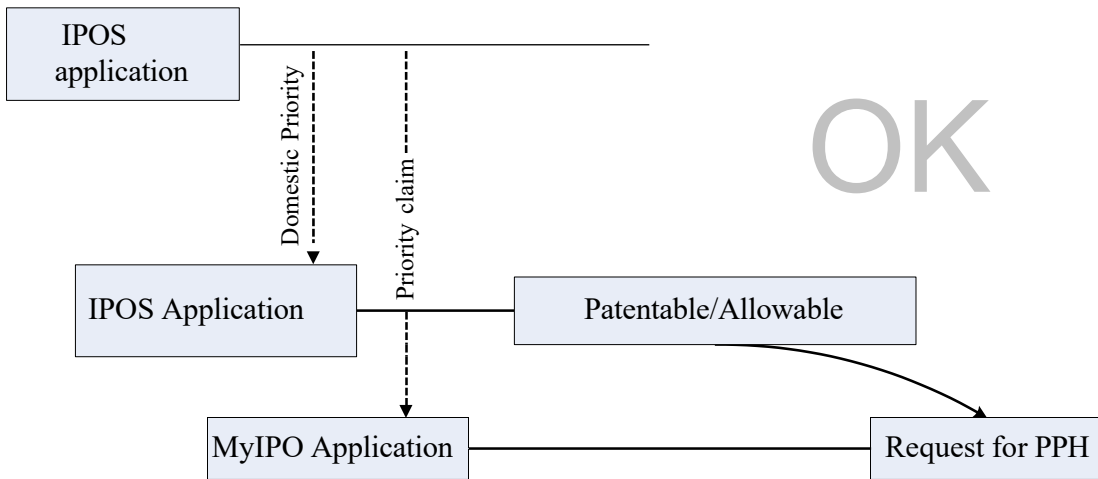 IPOS
application
OK
Domestic Priority
Priority claim
IPOS Application
Patentable/Allowable
MyIPO Application
Request for PPH